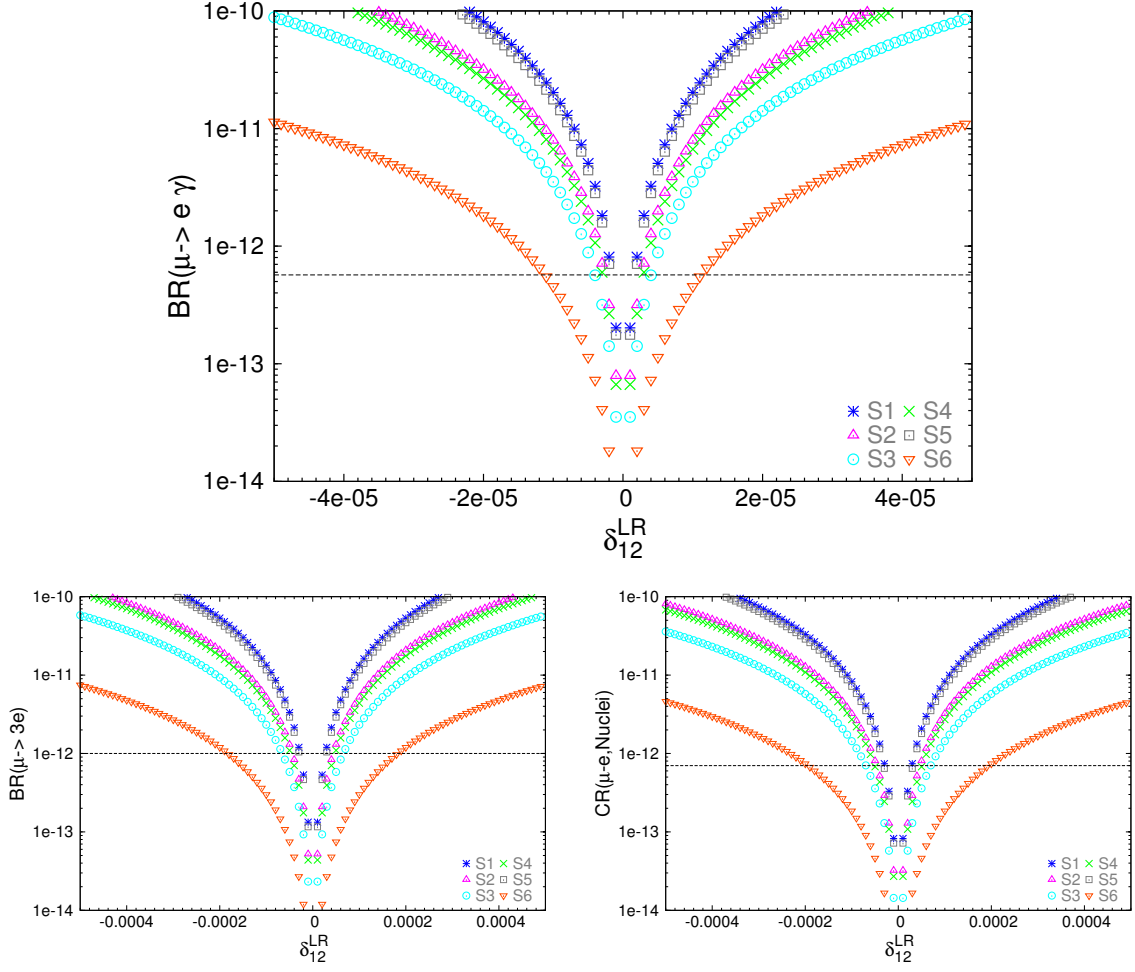 1e-10
1e-11
1e-12
1e-13
1e-14
BR(μ-> e γ)
-4e-05 -2e-05 0 2e-05 4e-05
δ₁₂ᴸᴿ
S1 S4
S2 S5
S3 S6
1e-10
1e-11
1e-12
1e-13
1e-14
BR(μ-> 3e)
-0.0004 -0.0002 0 0.0002 0.0004
δ₁₂ᴸᴿ
S1 S4
S2 S5
S3 S6
1e-10
1e-11
1e-12
1e-13
1e-14
CR(μ-e,Nuclei)
-0.0004 -0.0002 0 0.0002 0.0004
δ₁₂ᴸᴿ
S1 S4
S2 S5
S3 S6